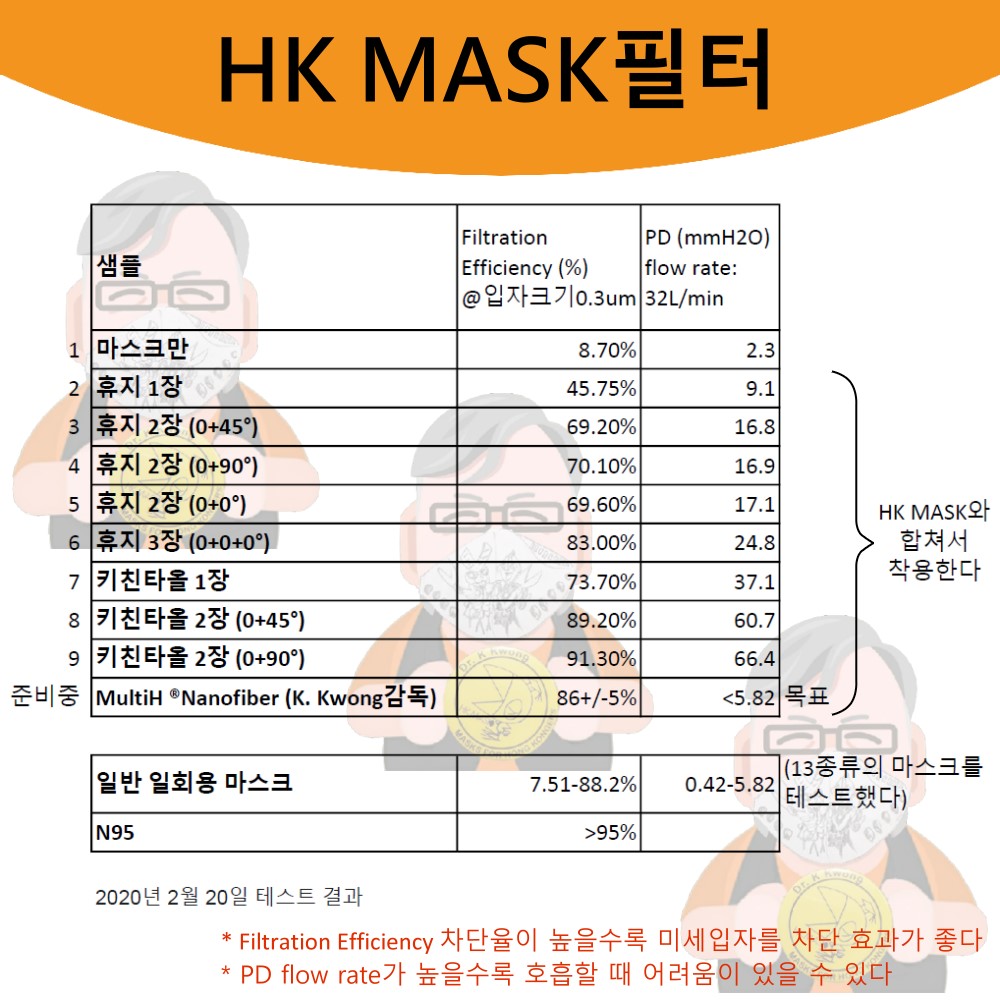 HK MASK필터
샘플
Filtration
Efficiency (%)
@입자크기0.3um
PD (mmH2O)
flow rate:
32L/min
1 마스크만 8.70% 2.3
2 휴지 1장 45.75% 9.1
3 휴지 2장 (0+45°) 69.20% 16.8
4 휴지 2장 (0+90°) 70.10% 16.9
5 휴지 2장 (0+0°) 69.60% 17.1
6 휴지 3장 (0+0+0°) 83.00% 24.8
7 키친타올 1장 73.70% 37.1
8 키친타올 2장 (0+45°) 89.20% 60.7
9 키친타올 2장 (0+90°) 91.30% 66.4
준비중 MultiH ®Nanofiber (K. Kwong감독) 86+/-5% <5.82 목표
HK MASK와
합쳐서
착용한다
일반 일회용 마스크 7.51-88.2% 0.42-5.82
(13종류의 마스크를
테스트했다)
N95 >95%
2020년 2월 20일 테스트 결과
* Filtration Efficiency 차단율이 높을수록 미세입자를 차단 효과가 좋다
* PD flow rate가 높을수록 호흡할 때 어려움이 있을 수 있다
Dr. K Kwong
MASKS FOR HONG KONGERS
Dr. K Kwong